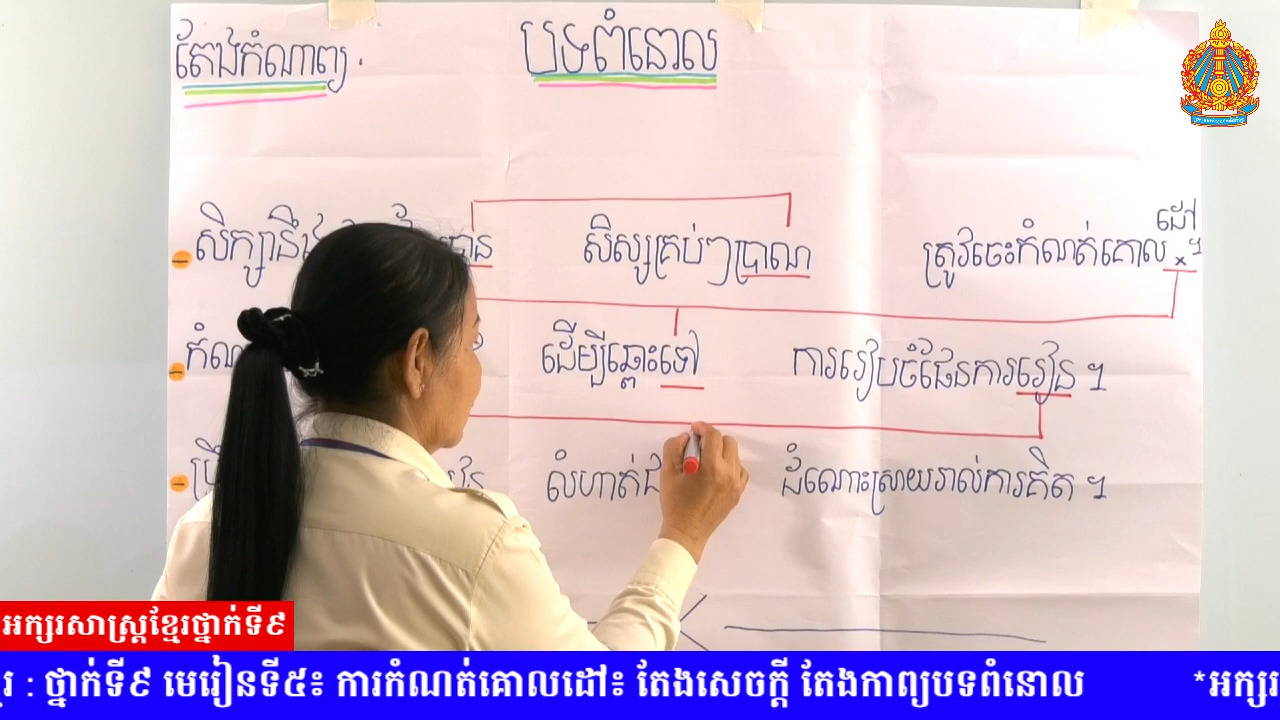 តែងកំណាព្យ
បទពំនោល
សិក្សានឹង បាន សិស្សគ្រប់ៗប្រាណ ត្រូវចេះកំណត់គោល ដៅ ។
ដើម្បីឆ្ពោះទៅ ការរៀបចំផែនការរៀន ។
លំហាត់ ដំណោះស្រាយរាល់ការគិត ។
អក្សរសាស្ត្រខ្មែរថ្នាក់ទី៩
រ : ថ្នាក់ទី៩ មេរៀនទី៥៖ ការកំណត់គោលដៅ៖ តែងសេចក្តី តែងកាព្យបទពំនោល *អក្សរ